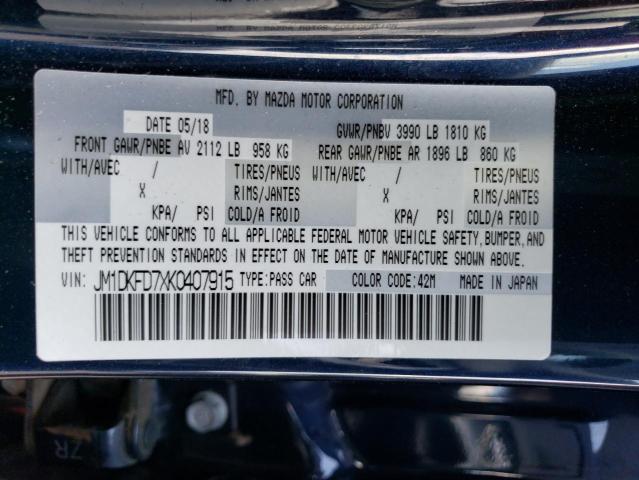 MFD. BY MAZDA MOTOR CORPORATION
DATE 05/18 GVWR/PNBV 3990 LB 1810 KG
FRONT GAWR/PNBE AV 2112 LB 958 KG REAR GAWR/PNBE AR 1896 LB 860 KG
WITH/AVEC / TIRES/PNEUS WITH/AVEC / TIRES/PNEUS
X RIMS/JANTES X RIMS/JANTES
KPA/ PSI COLD/A FROID KPA/ PSI COLD/A FROID
THIS VEHICLE CONFORMS TO ALL APPLICABLE FEDERAL MOTOR VEHICLE SAFETY, BUMPER, AND
THEFT PREVENTION STANDARDS IN EFFECT ON THE DATE OF MANUFACTURE SHOWN ABOVE.
VIN: JM1DKFD7XK0407915 TYPE:PASS CAR COLOR CODE:42M MADE IN JAPAN
ZR